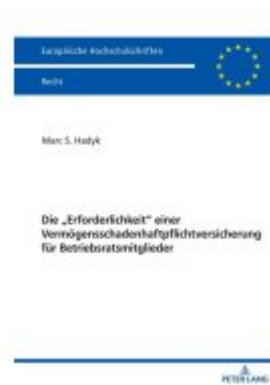 Europäische Hochschulschriften
Recht
Marc S. Hadyk
Die „Erforderlichkeit“ einer
Vermögensschadenhaftpflichtversicherung
für Betriebsratsmitglieder
PETER LANG